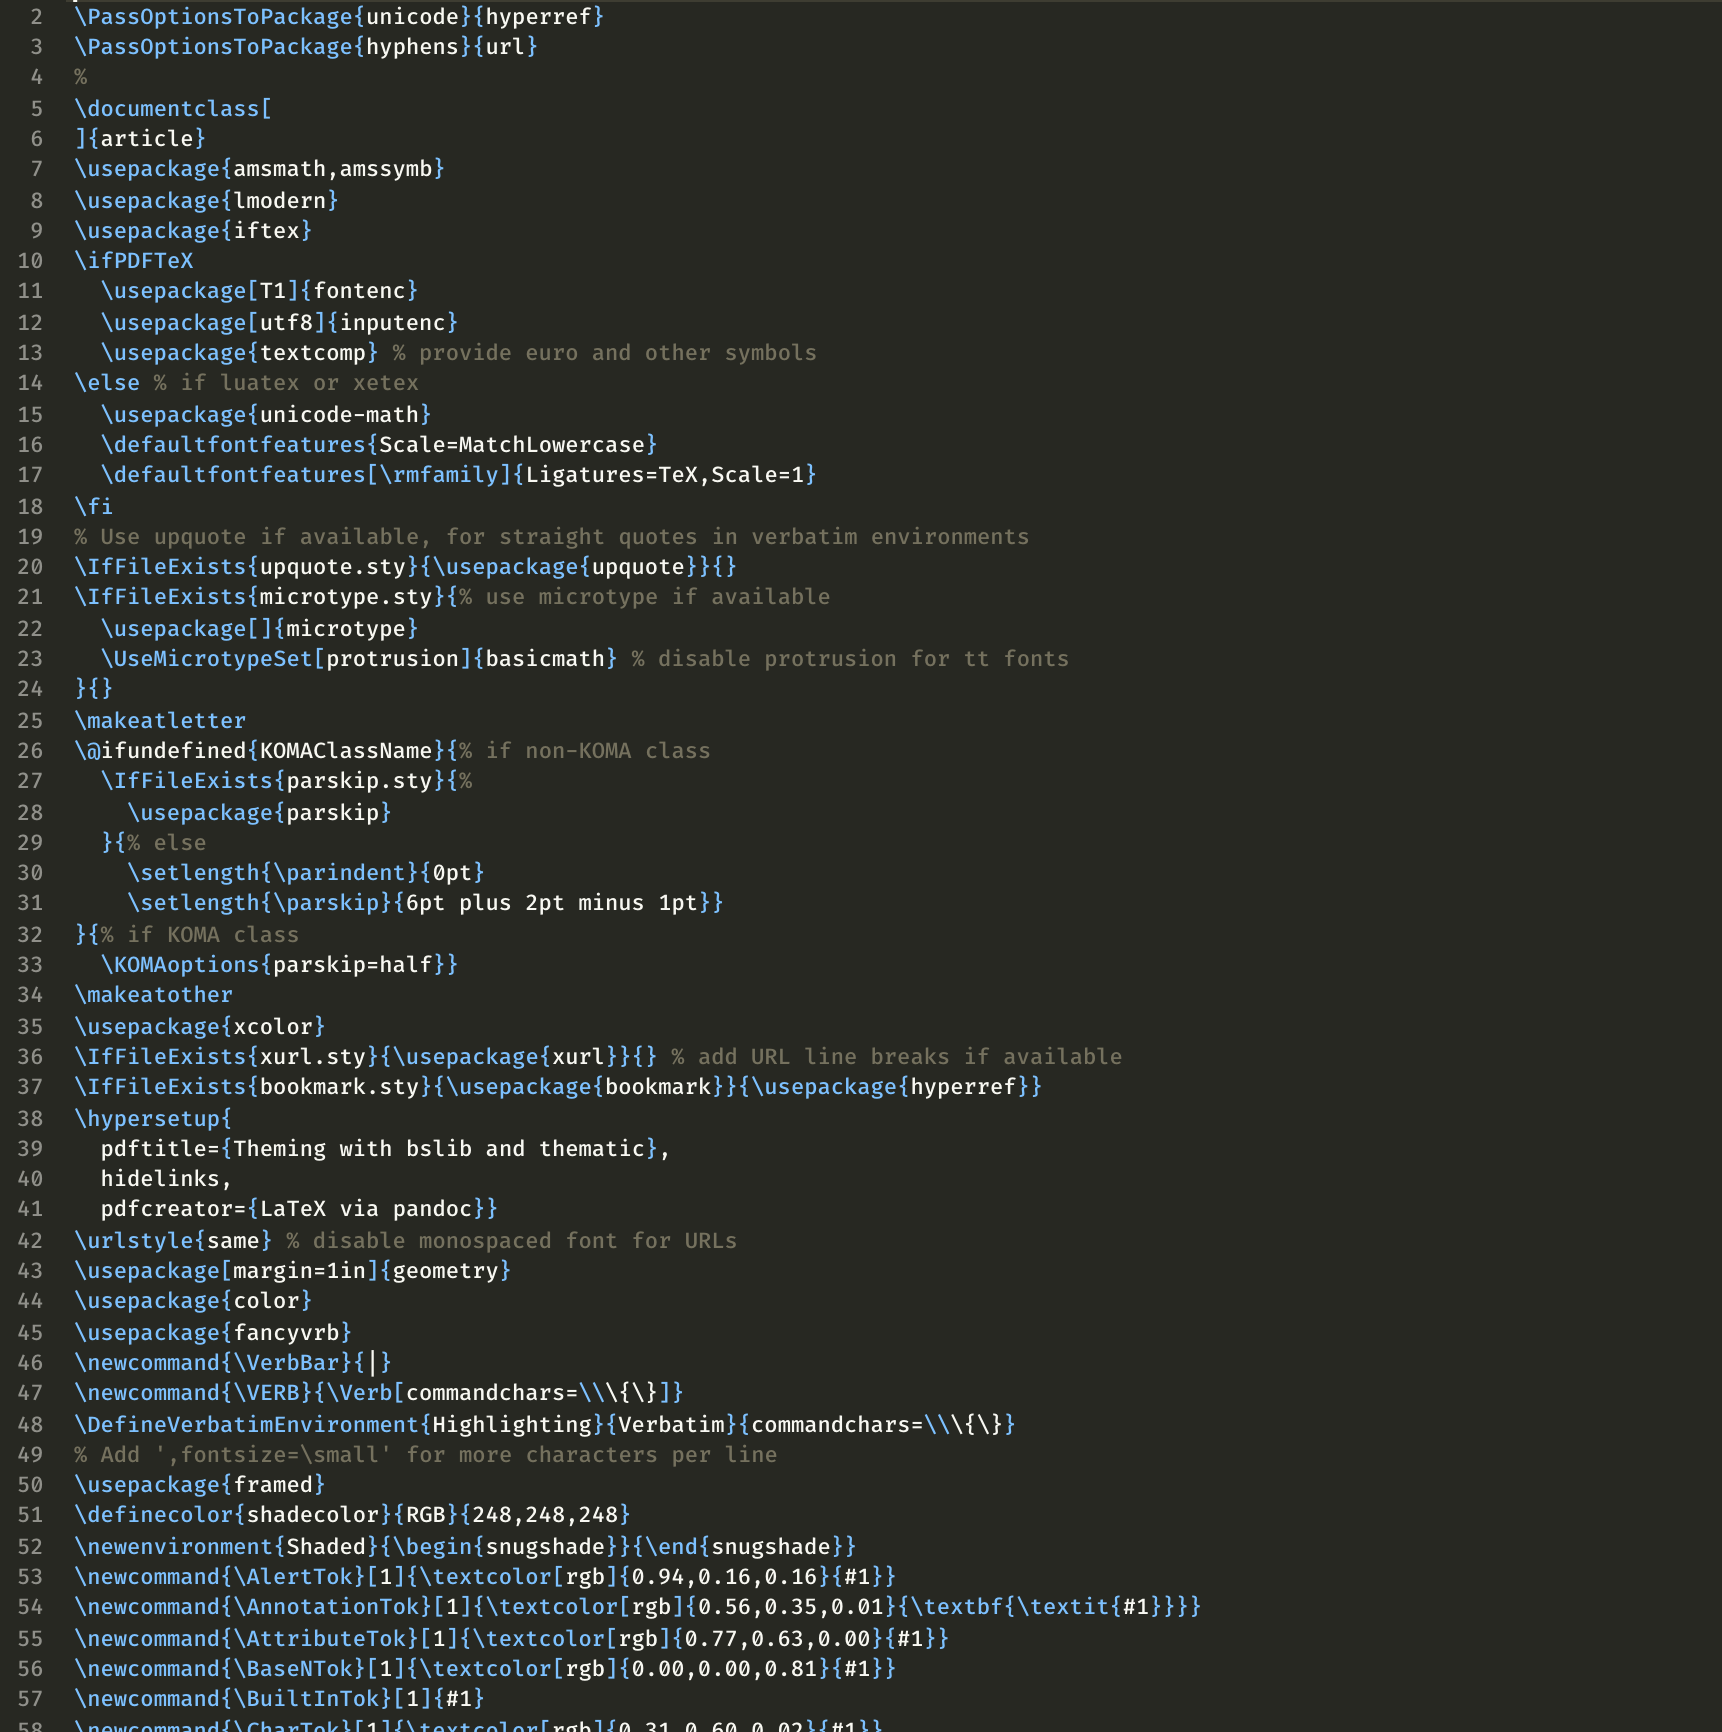 2 \PassOptionsToPackage{unicode}{hyperref}
3 \PassOptionsToPackage{hyphens}{url}
4 %
5 \documentclass[
6 ]{article}
7 \usepackage{amsmath,amssymb}
8 \usepackage{lmodern}
9 \usepackage{iftex}
10 \ifPDFTeX
11   \usepackage[T1]{fontenc}
12   \usepackage[utf8]{inputenc}
13   \usepackage{textcomp} % provide euro and other symbols
14 \else % if luatex or xetex
15   \usepackage{unicode-math}
16   \defaultfontfeatures{Scale=MatchLowercase}
17   \defaultfontfeatures[\rmfamily]{Ligatures=TeX,Scale=1}
18 \fi
19 % Use upquote if available, for straight quotes in verbatim environments
20 \IfFileExists{upquote.sty}{\usepackage{upquote}}{}
21 \IfFileExists{microtype.sty}{% use microtype if available
22   \usepackage[]{microtype}
23   \UseMicrotypeSet[protrusion]{basicmath} % disable protrusion for tt fonts
24 }{}
25 \makeatletter
26 \@ifundefined{KOMAClassName}{% if non-KOMA class
27   \IfFileExists{parskip.sty}{%
28     \usepackage{parskip}
29   }{% else
30     \setlength{\parindent}{0pt}
31     \setlength{\parskip}{6pt plus 2pt minus 1pt}}
32 }{% if KOMA class
33   \KOMAoptions{parskip=half}}
34 \makeatother
35 \usepackage{xcolor}
36 \IfFileExists{xurl.sty}{\usepackage{xurl}}{} % add URL line breaks if available
37 \IfFileExists{bookmark.sty}{\usepackage{bookmark}}{\usepackage{hyperref}}
38 \hypersetup{
39   pdftitle={Theming with bslib and thematic},
40   hidelinks,
41   pdfcreator={LaTeX via pandoc}}
42 \urlstyle{same} % disable monospaced font for URLs
43 \usepackage[margin=1in]{geometry}
44 \usepackage{color}
45 \usepackage{fancyvrb}
46 \newcommand{\VerbBar}{|}
47 \newcommand{\VERB}{\Verb[commandchars=\\\{\}]}
48 \DefineVerbatimEnvironment{Highlighting}{Verbatim}{commandchars=\\\{\}}
49 % Add ',fontsize=\small' for more characters per line
50 \usepackage{framed}
51 \definecolor{shadecolor}{RGB}{248,248,248}
52 \newenvironment{Shaded}{\begin{snugshade}}{\end{snugshade}}
53 \newcommand{\AlertTok}[1]{\textcolor[rgb]{0.94,0.16,0.16}{#1}}
54 \newcommand{\AnnotationTok}[1]{\textcolor[rgb]{0.56,0.35,0.01}{\textbf{\textit{#1}}}}
55 \newcommand{\AttributeTok}[1]{\textcolor[rgb]{0.77,0.63,0.00}{#1}}
56 \newcommand{\BaseNTok}[1]{\textcolor[rgb]{0.00,0.00,0.81}{#1}}
57 \newcommand{\BuiltInTok}[1]{#1}
58 \newcommand{\CharTok}[1]{\textcolor[rgb]{0.31,0.60,0.02}{#1}}